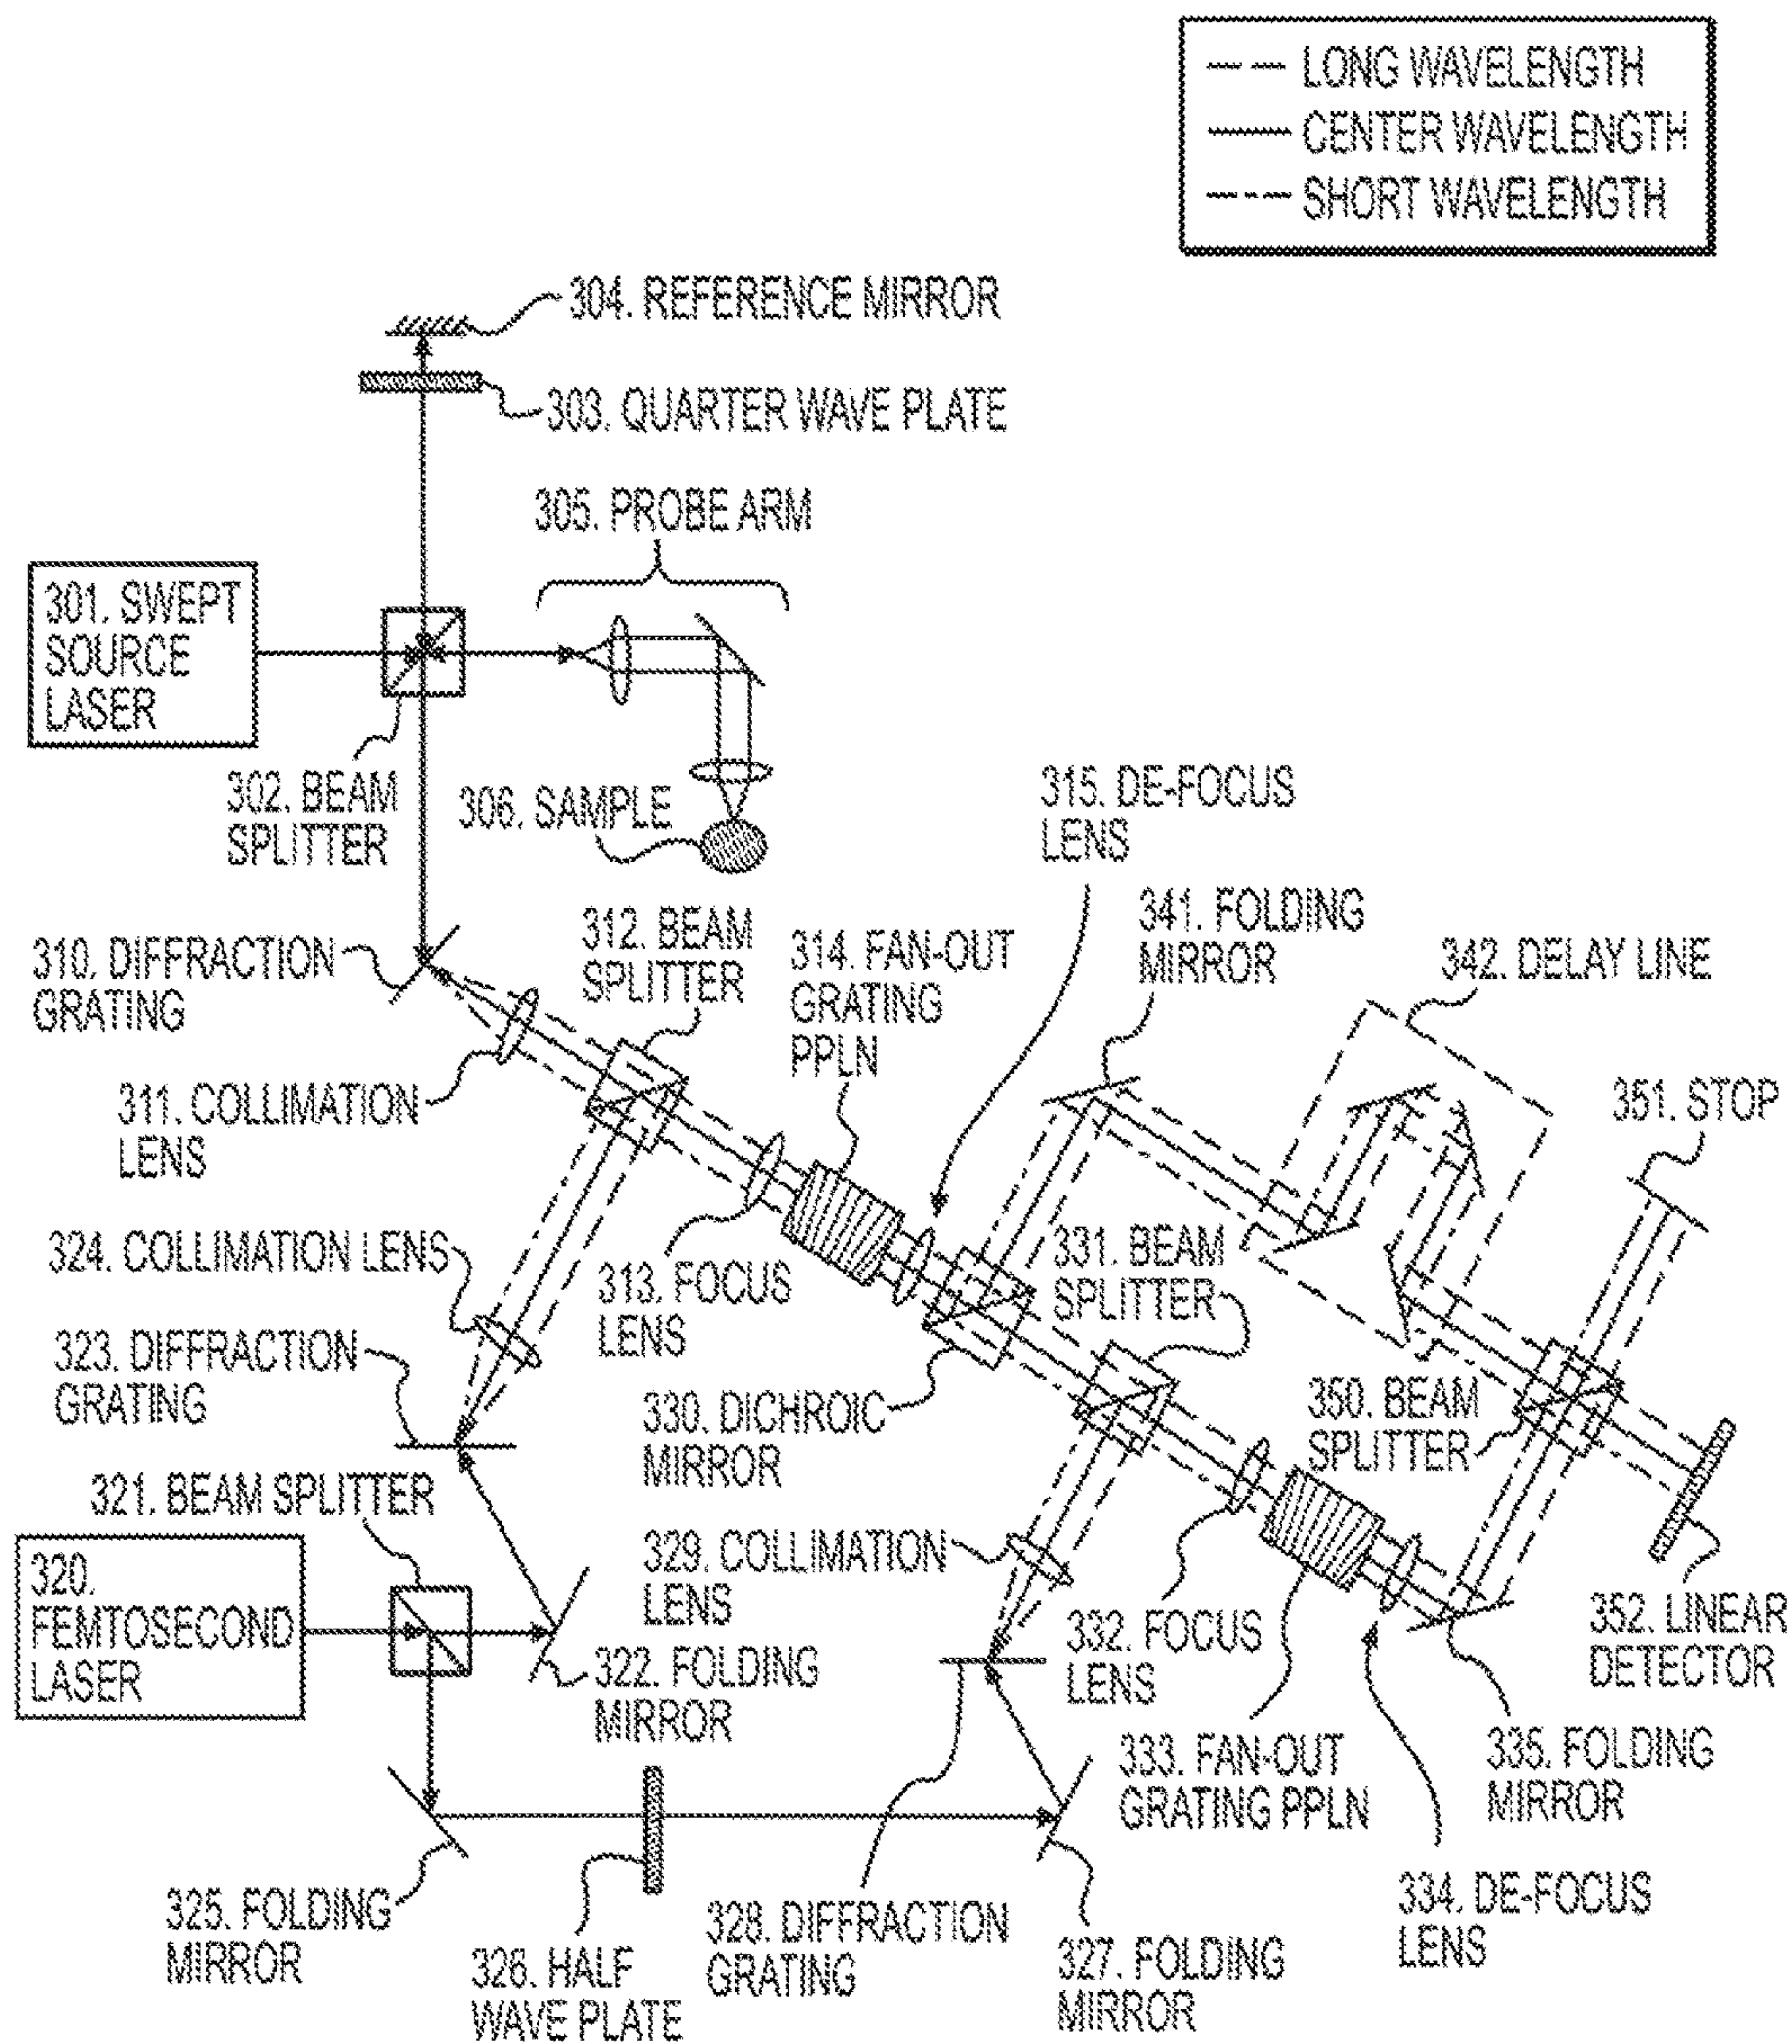 LONG WAVELENGTH
CENTER WAVELENGTH
SHORT WAVELENGTH
304. REFERENCE MIRROR
303. QUARTER WAVE PLATE
305. PROBE ARM
301. SWEPT
SOURCE
LASER
302. BEAM
SPLITTER
306. SAMPLE
315. DE-FOCUS
LENS
310. DIFFRACTION
GRATING
312. BEAM
SPLITTER
314. FAN-OUT
GRATING
PPLN
341. FOLDING
MIRROR
342. DELAY LINE
311. COLLIMATION
LENS
351. STOP
324. COLLIMATION LENS
313. FOCUS
LENS
331. BEAM
SPLITTER
323. DIFFRACTION
GRATING
330. DICHROIC
MIRROR
350. BEAM
SPLITTER
321. BEAM SPLITTER
320.
FEMTOSECOND
LASER
329. COLLIMATION
LENS
332. FOCUS
LENS
352. LINEAR
DETECTOR
322. FOLDING
MIRROR
333. FAN-OUT
GRATING PPLN
335. FOLDING
MIRROR
325. FOLDING
MIRROR
326. HALF
WAVE PLATE
328. DIFFRACTION
GRATING
327. FOLDING
MIRROR
334. DE-FOCUS
LENS